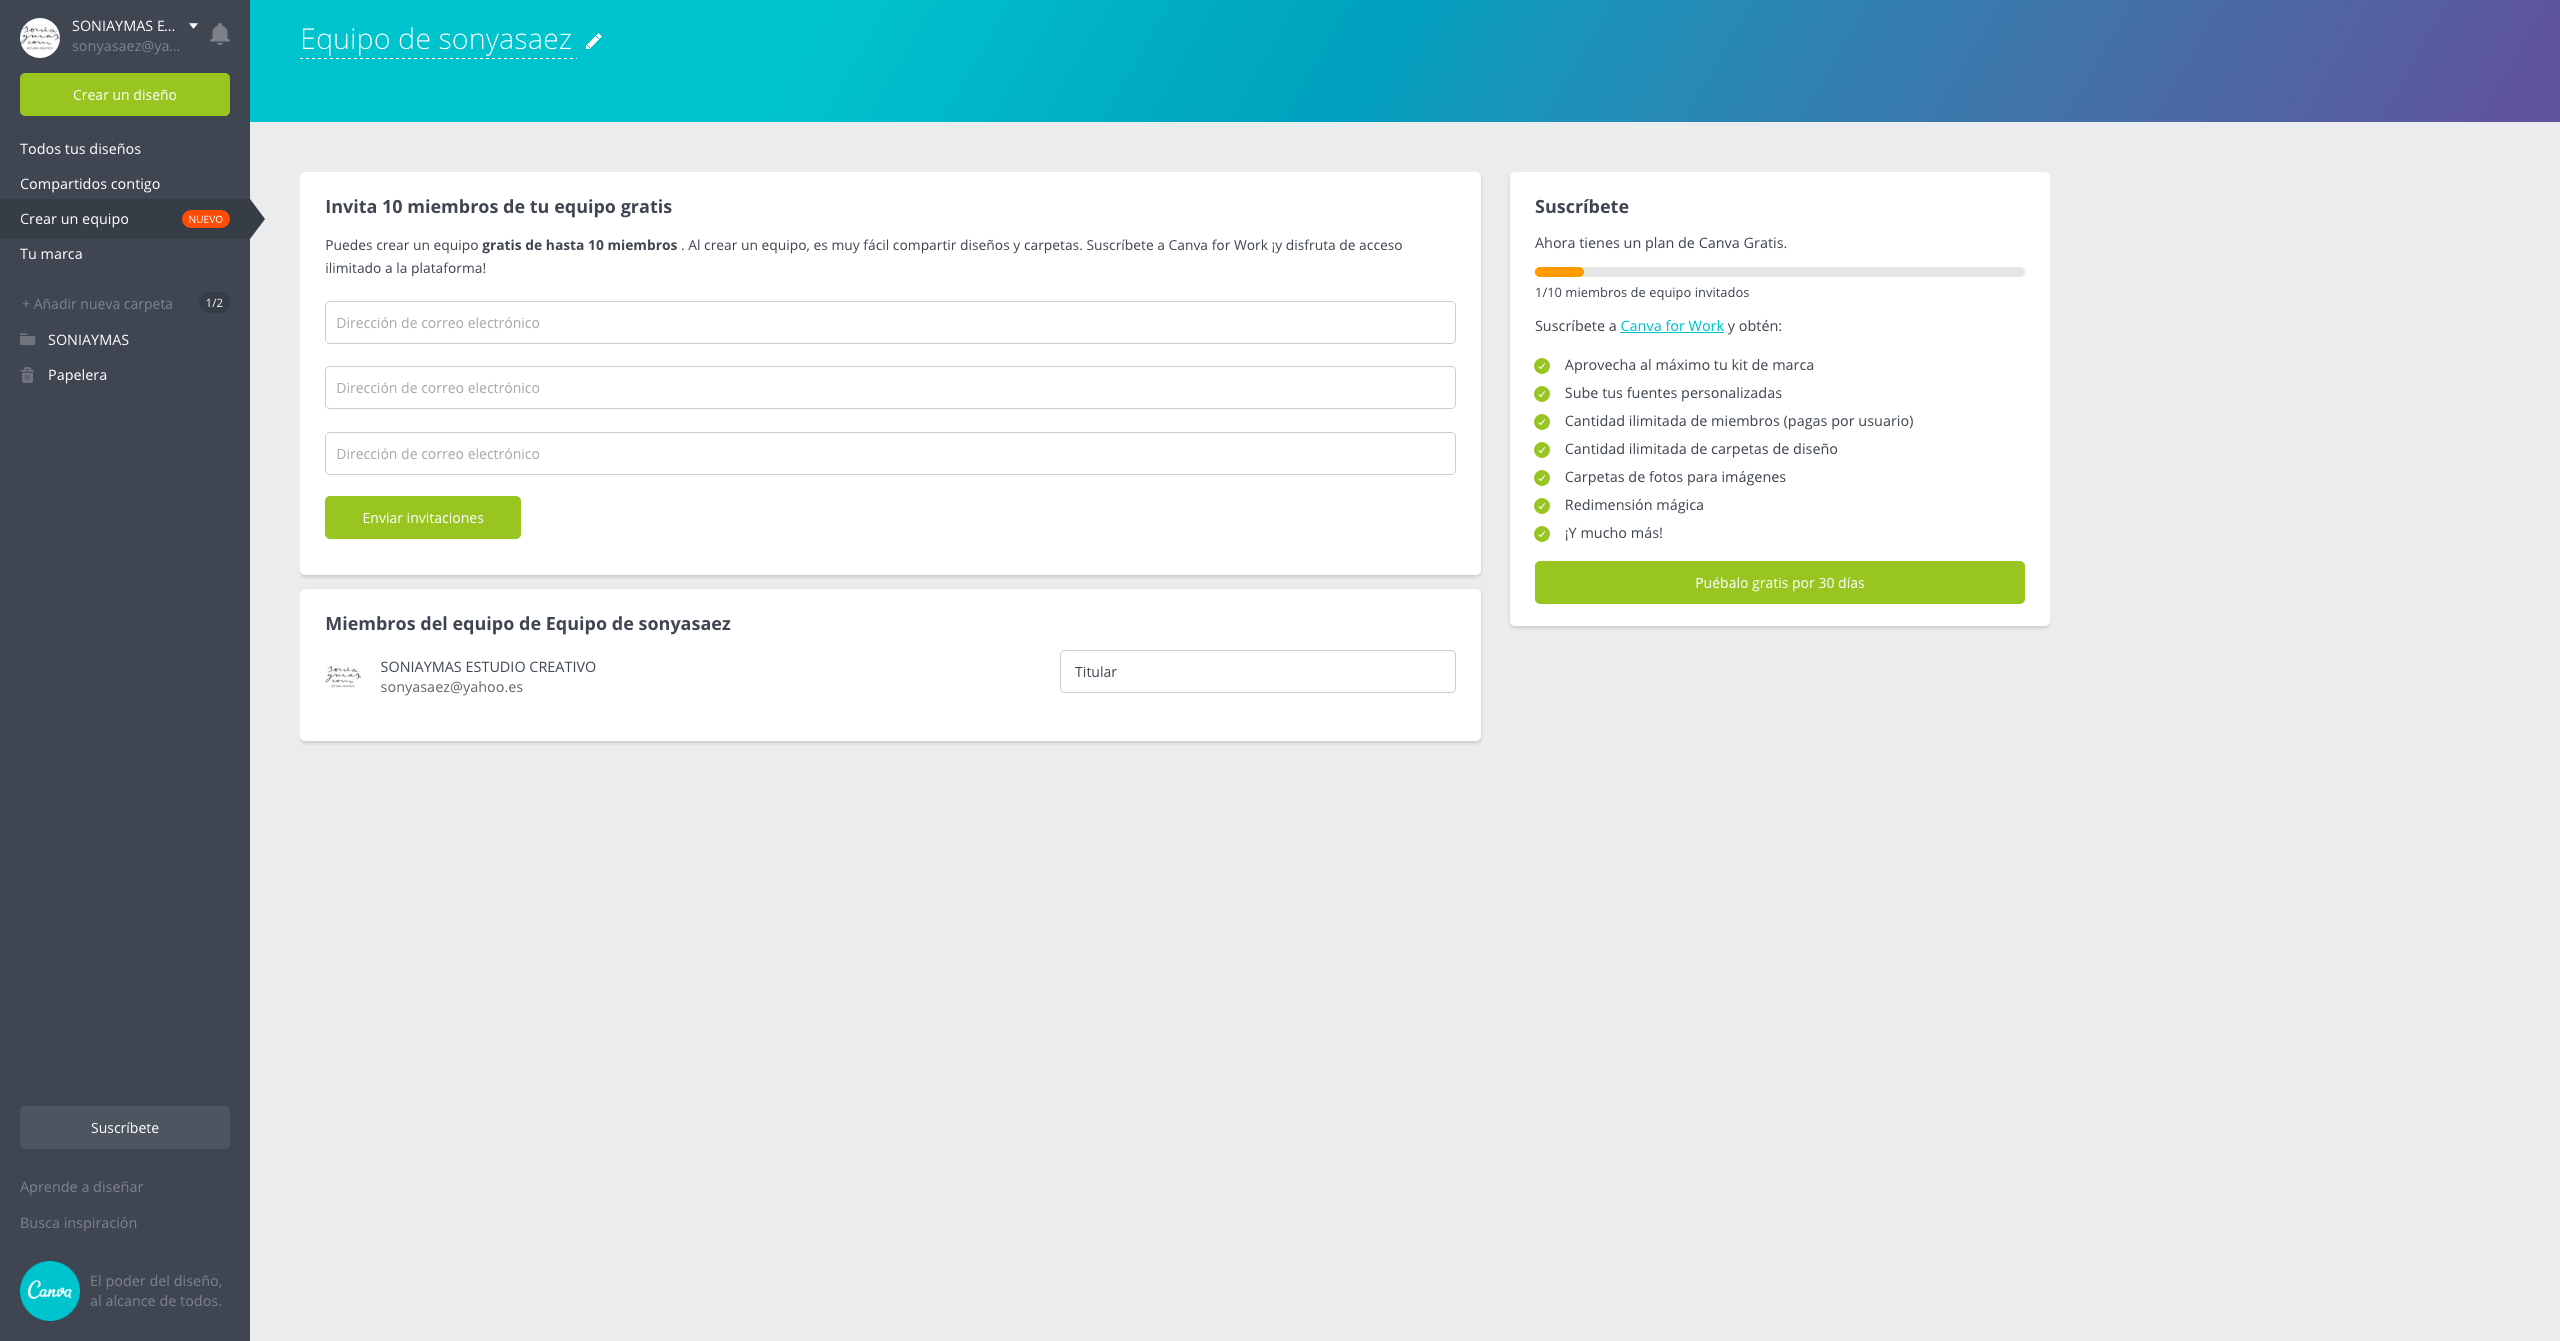 SONIAYMAS E...
sonyasaez@ya...
Crear un diseño
Todos tus diseños
Compartidos contigo
Crear un equipo NUEVO
Tu marca
+ Añadir nueva carpeta 1/2
SONIAYMAS
Papelera
Suscríbete
Aprende a diseñar
Busca inspiración
Canva
El poder del diseño,
al alcance de todos.
Equipo de sonyasaez
Invita 10 miembros de tu equipo gratis
Puedes crear un equipo gratis de hasta 10 miembros . Al crear un equipo, es muy fácil compartir diseños y carpetas. Suscríbete a Canva for Work ¡y disfruta de acceso
ilimitado a la plataforma!
Dirección de correo electrónico
Dirección de correo electrónico
Dirección de correo electrónico
Enviar invitaciones
Miembros del equipo de Equipo de sonyasaez
SONIAYMAS ESTUDIO CREATIVO
sonyasaez@yahoo.es
Titular
Suscríbete
Ahora tienes un plan de Canva Gratis.
1/10 miembros de equipo invitados
Suscríbete a Canva for Work y obtén:
Aprovecha al máximo tu kit de marca
Sube tus fuentes personalizadas
Cantidad ilimitada de miembros (pagas por usuario)
Cantidad ilimitada de carpetas de diseño
Carpetas de fotos para imágenes
Redimensión mágica
¡Y mucho más!
Puébalo gratis por 30 días